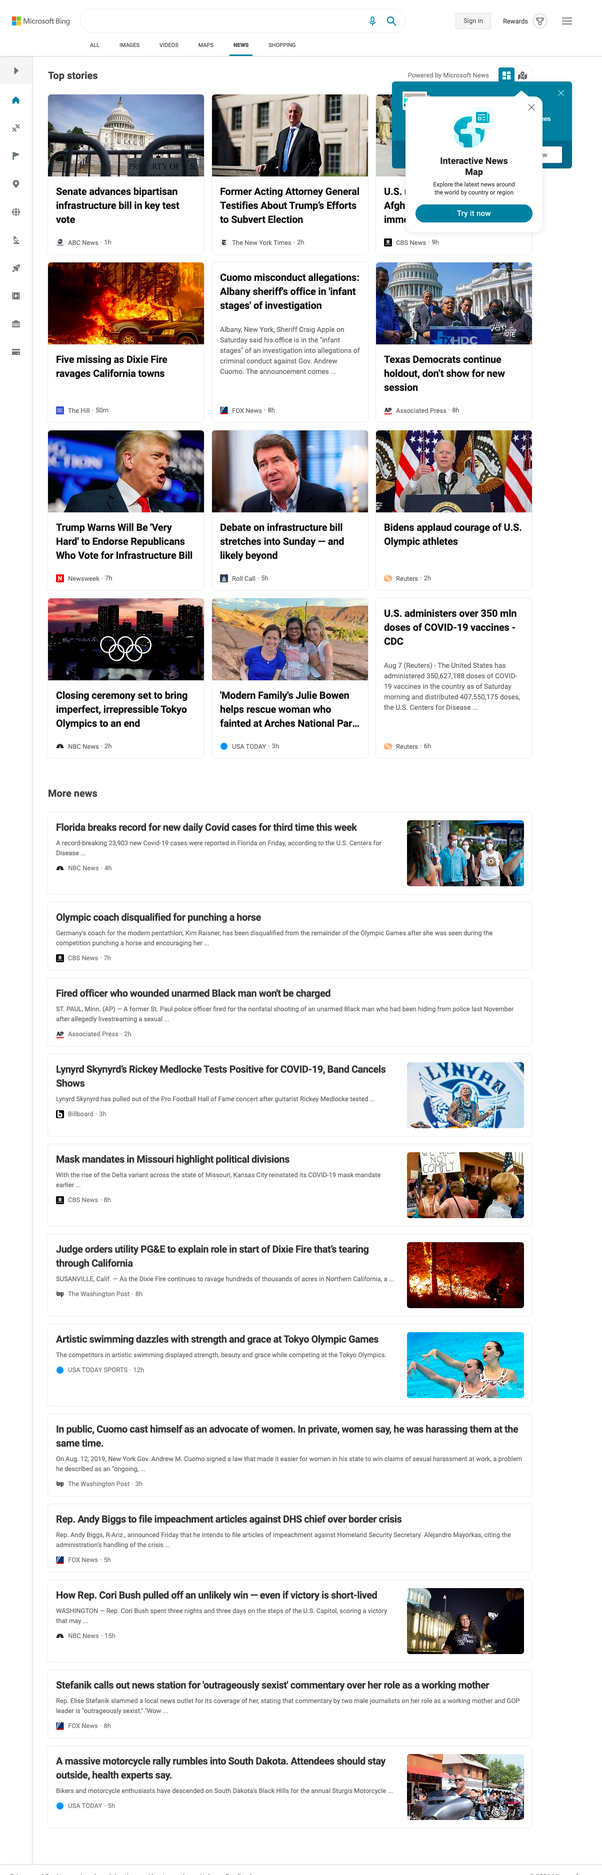 Microsoft Bing
Sign in
Rewards
ALL
IMAGES
VIDEOS
MAPS
NEWS
SHOPPING
Top stories
Powered by Microsoft News
Interactive News
Map
Explore the latest news around
the world by country or region
Try it now
Senate advances bipartisan
infrastructure bill in key test
vote
ABC News · 1h
Former Acting Attorney General
Testifies About Trump's Efforts
to Subvert Election
The New York Times · 2h
U.S.
Afgh
imme
CBS News · 9h
Five missing as Dixie Fire
ravages California towns
The Hill · 50m
Cuomo misconduct allegations:
Albany sheriff's office in 'infant
stages' of investigation
Albany, New York, Sheriff Craig Apple on
Saturday said his office is in the "infant
stages" of an investigation into allegations of
criminal conduct against Gov. Andrew
Cuomo. The announcement comes ...
FOX News · 8h
HDC
Texas Democrats continue
holdout, don't show for new
session
AP Associated Press · 8h
Trump Warns Will Be 'Very
Hard' to Endorse Republicans
Who Vote for Infrastructure Bill
Newsweek · 7h
Debate on infrastructure bill
stretches into Sunday — and
likely beyond
Roll Call · 5h
Bidens applaud courage of U.S.
Olympic athletes
Reuters · 2h
Closing ceremony set to bring
imperfect, irrepressible Tokyo
Olympics to an end
NBC News · 2h
'Modern Family's Julie Bowen
helps rescue woman who
fainted at Arches National Par...
USA TODAY · 3h
U.S. administers over 350 mln
doses of COVID-19 vaccines -
CDC
Aug 7 (Reuters) - The United States has
administered 350,627,188 doses of COVID-
19 vaccines in the country as of Saturday
morning and distributed 407,550,175 doses,
the U.S. Centers for Disease ...
Reuters · 6h
More news
Florida breaks record for new daily Covid cases for third time this week
A record-breaking 23,903 new Covid-19 cases were reported in Florida on Friday, according to the U.S. Centers for
Disease ...
NBC News · 4h
Olympic coach disqualified for punching a horse
Germany's coach for the modern pentathlon, Kim Raisner, has been disqualified from the remainder of the Olympic Games after she was seen during the
competition punching a horse and encouraging her ...
CBS News · 7h
Fired officer who wounded unarmed Black man won't be charged
ST. PAUL, Minn. (AP) — A former St. Paul police officer fired for the nonfatal shooting of an unarmed Black man who had been hiding from police last November
after allegedly livestreaming a sexual ...
AP Associated Press · 2h
Lynyrd Skynyrd's Rickey Medlocke Tests Positive for COVID-19, Band Cancels
Shows
Lynyrd Skynyrd has pulled out of the Pro Football Hall of Fame concert after guitarist Rickey Medlocke tested ...
Billboard · 3h
LYNYRD
Mask mandates in Missouri highlight political divisions
With the rise of the Delta variant across the state of Missouri, Kansas City reinstated its COVID-19 mask mandate
earlier ...
CBS News · 8h
NOT
COMPLY
Judge orders utility PG&E to explain role in start of Dixie Fire that's tearing
through California
SUSANVILLE, Calif. — As the Dixie Fire continues to ravage hundreds of thousands of acres in Northern California, a ...
wp The Washington Post · 8h
Artistic swimming dazzles with strength and grace at Tokyo Olympic Games
The competitors in artistic swimming displayed strength, beauty and grace while competing at the Tokyo Olympics.
USA TODAY SPORTS · 12h
In public, Cuomo cast himself as an advocate of women. In private, women say, he was harassing them at the
same time.
On Aug. 12, 2019, New York Gov. Andrew M. Cuomo signed a law that made it easier for women in his state to win claims of sexual harassment at work, a problem
he described as an "ongoing, ...
wp The Washington Post · 3h
Rep. Andy Biggs to file impeachment articles against DHS chief over border crisis
Rep. Andy Biggs, R-Ariz., announced Friday that he intends to file articles of impeachment against Homeland Security Secretary Alejandro Mayorkas, citing the
administration's handling of the crisis ...
FOX News · 5h
How Rep. Cori Bush pulled off an unlikely win — even if victory is short-lived
WASHINGTON — Rep. Cori Bush spent three nights and three days on the steps of the U.S. Capitol, scoring a victory
that may ...
NBC News · 15h
Stefanik calls out news station for 'outrageously sexist' commentary over her role as a working mother
Rep. Elise Stefanik slammed a local news outlet for its coverage of her, stating that commentary by two male journalists on her role as a working mother and GOP
leader is "outrageously sexist." "Wow ...
FOX News · 8h
A massive motorcycle rally rumbles into South Dakota. Attendees should stay
outside, health experts say.
Bikers and motorcycle enthusiasts have descended on South Dakota's Black Hills for the annual Sturgis Motorcycle ...
USA TODAY · 5h